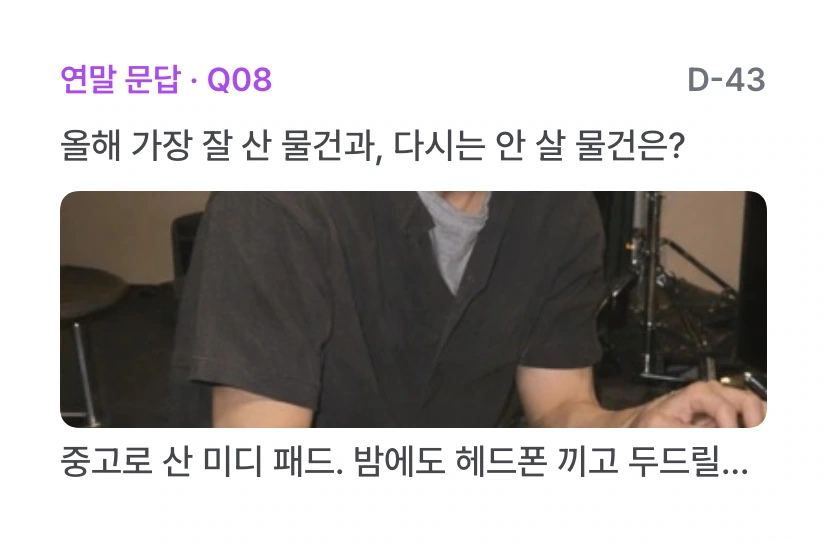 연말 문답 · Q08
D-43
올해 가장 잘 산 물건과, 다시는 안 살 물건은?
중고로 산 미디 패드. 밤에도 헤드폰 끼고 두드릴...